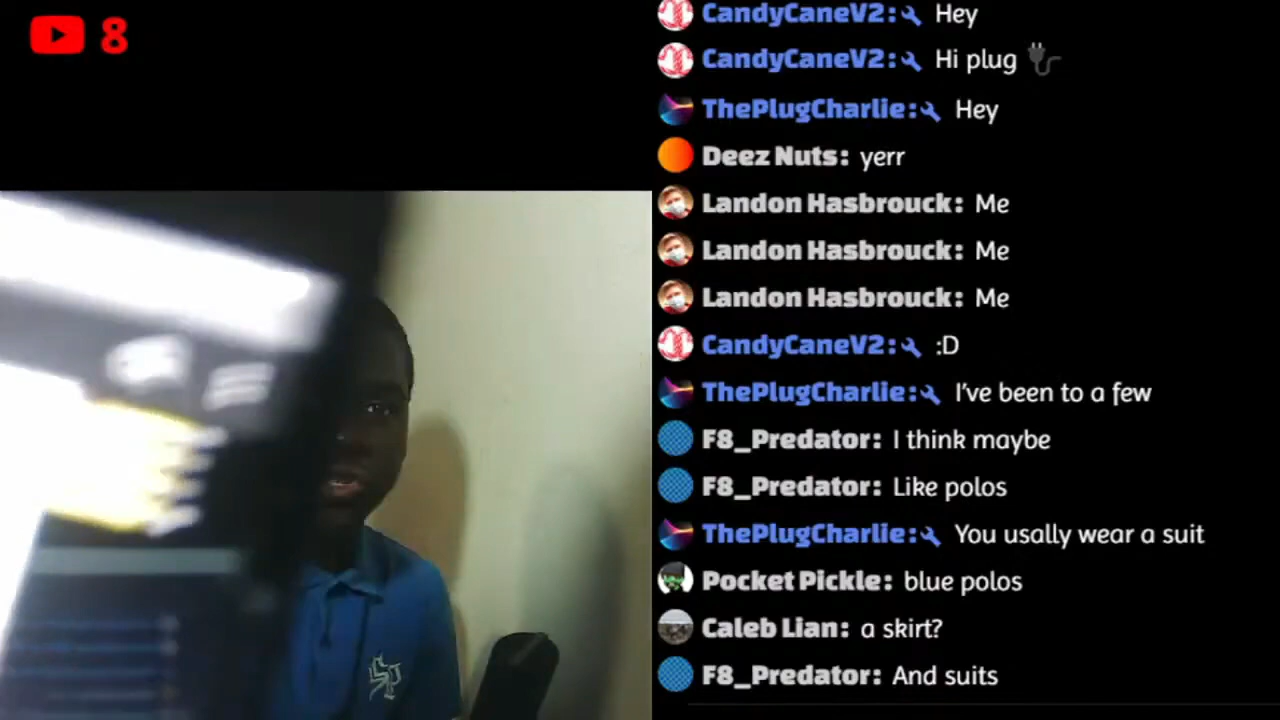 8
CandyCaneV2: Hey
CandyCaneV2: Hi plug
ThePlugCharlie: Hey
Deez Nuts: yerr
Landon Hasbrouck: Me
Landon Hasbrouck: Me
Landon Hasbrouck: Me
CandyCaneV2: :D
ThePlugCharlie: I've been to a few
F8_Predator: I think maybe
F8_Predator: Like polos
ThePlugCharlie: You usally wear a suit
Pocket Pickle: blue polos
Caleb Lian: a skirt?
F8_Predator: And suits
SP